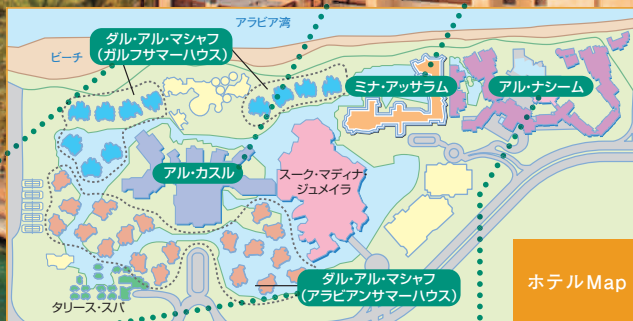 アラビア湾
ビーチ
ダル・アル・マシャフ
(ガルフサマーハウス)
ミナ・アッサラム
アル・ナシーム
アル・カスル
スーク・マディナ・
ジュメイラ
ダル・アル・マシャフ
(アラビアンサマーハウス)
タリース・スパ
ホテルMap